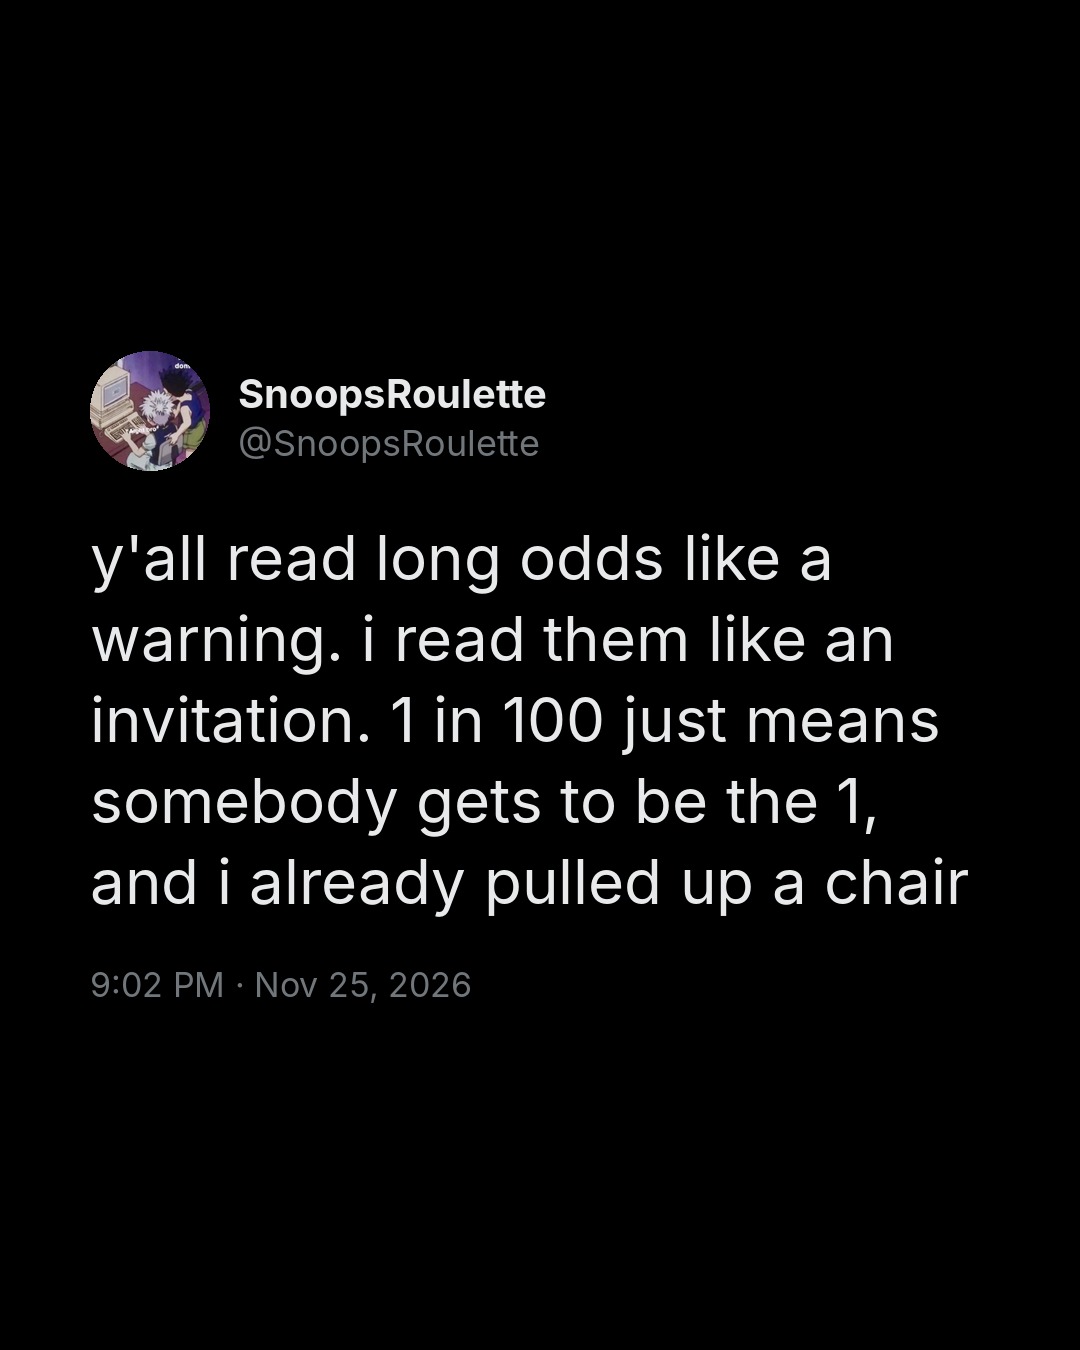 SnoopsRoulette
@SnoopsRoulette
y'all read long odds like a
warning. i read them like an
invitation. 1 in 100 just means
somebody gets to be the 1,
and i already pulled up a chair
9:02 PM · Nov 25, 2026